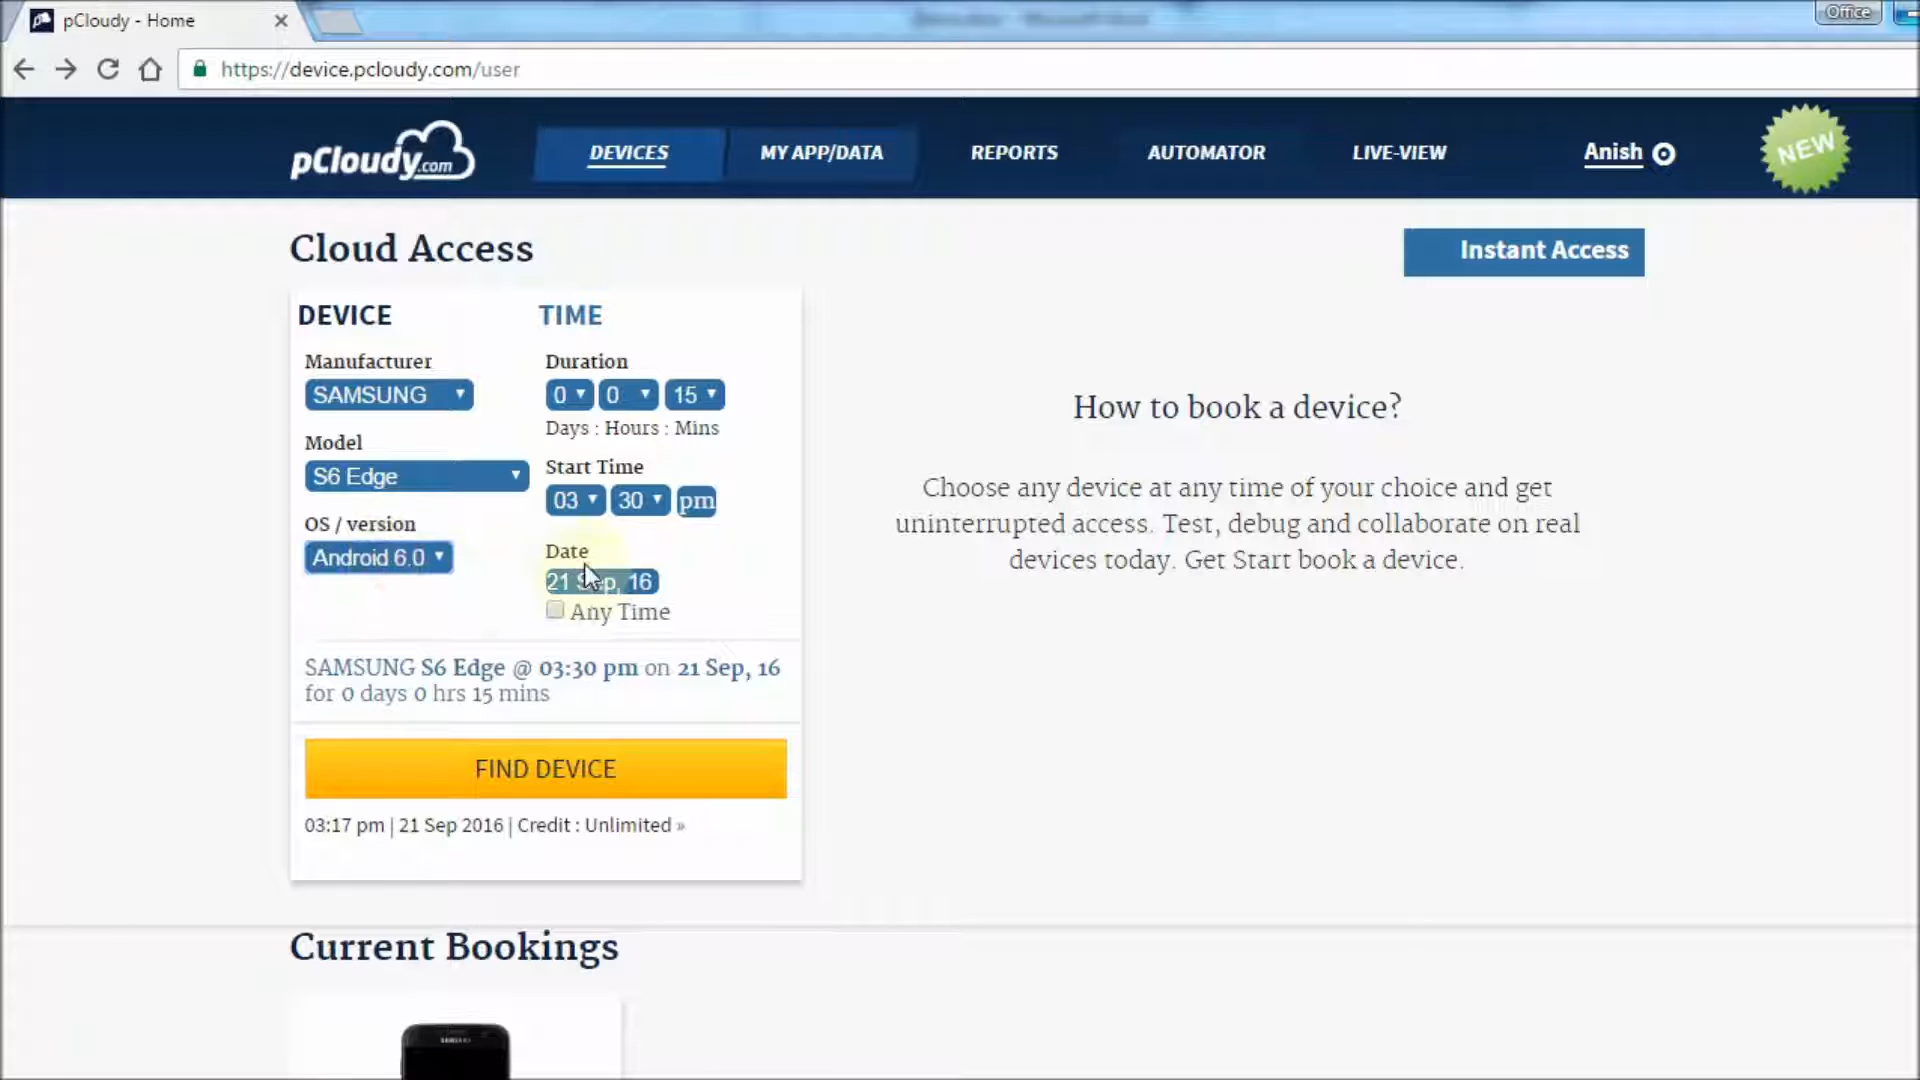 pCloudy - Home
Office
https://device.pcloudy.com/user
pCloudy.com
DEVICES
MY APP/DATA
REPORTS
AUTOMATOR
LIVE-VIEW
Anish
NEW
Cloud Access
Instant Access
DEVICE
TIME
Manufacturer
SAMSUNG
Model
S6 Edge
OS / version
Android 6.0
Duration
0 0 15
Days : Hours : Mins
Start Time
03 30 pm
Date
21 Sep, 16
Any Time
SAMSUNG S6 Edge @ 03:30 pm on 21 Sep, 16
for 0 days 0 hrs 15 mins
FIND DEVICE
03:17 pm | 21 Sep 2016 | Credit : Unlimited »
How to book a device?
Choose any device at any time of your choice and get
uninterrupted access. Test, debug and collaborate on real
devices today. Get Start book a device.
Current Bookings
SAMSUNG